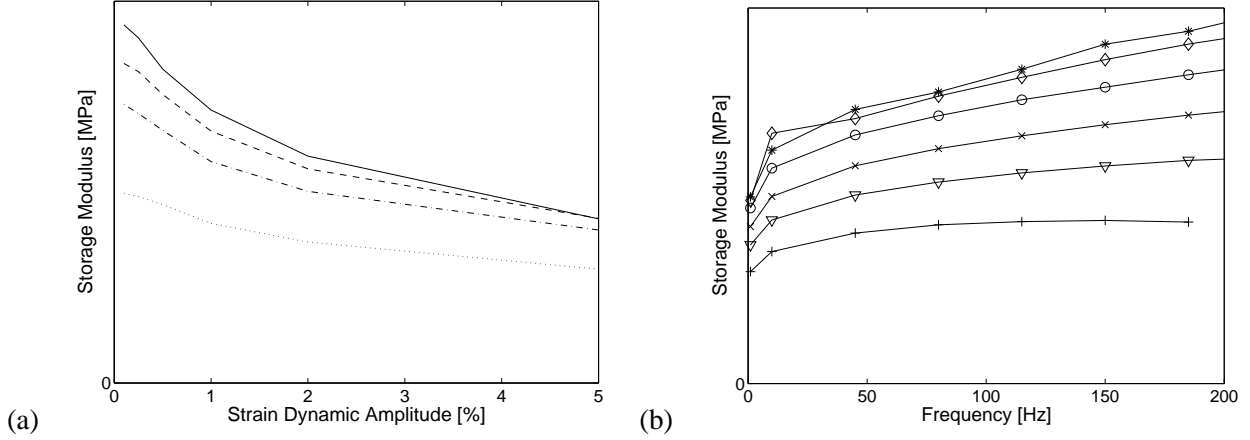 Storage Modulus [MPa]
0
0 1 2 3 4 5
Strain Dynamic Amplitude [%]
(a)
Storage Modulus [MPa]
0
0 50 100 150 200
Frequency [Hz]
(b)